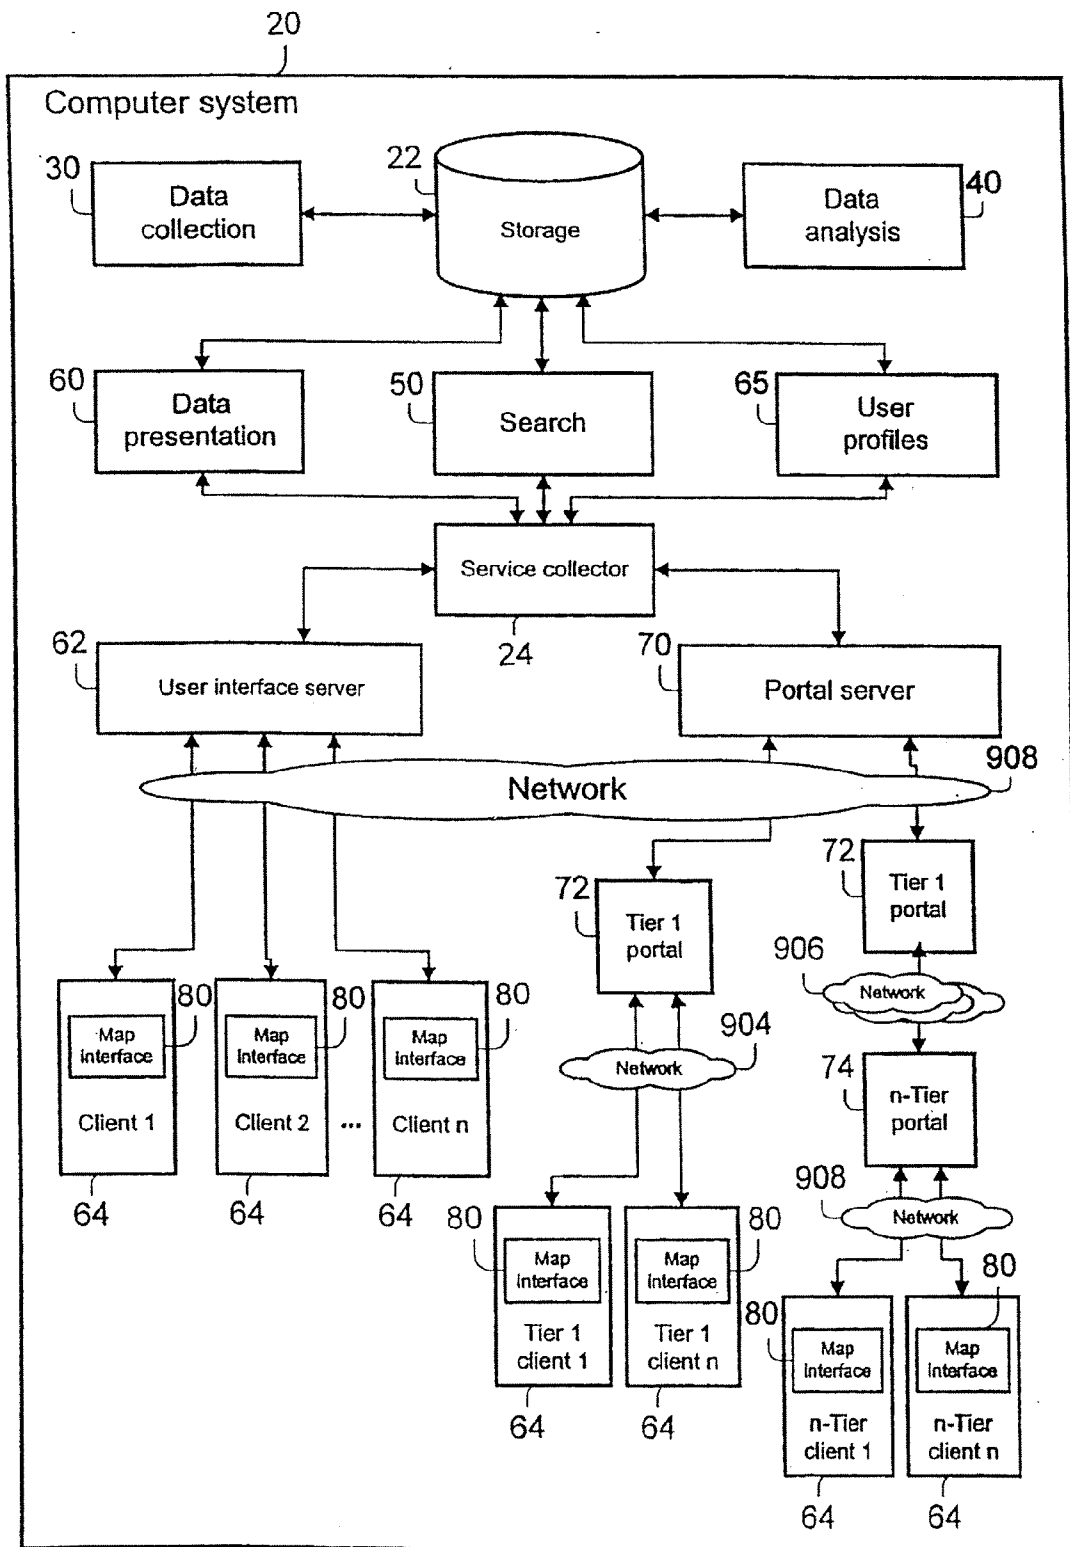 20
Computer system
30
Data
collection
22
Storage
40
Data
analysis
60
Data
presentation
50
Search
65
User
profiles
Service collector
24
62
User interface server
70
Portal server
908
Network
72
Tier 1
portal
72
Tier 1
portal
906
Network
904
Network
74
n-Tier
portal
908
Network
80
Map
interface
Client 1
64
80
Map
interface
Client 2
64
...
80
Map
interface
Client n
64
80
Map
interface
Tier 1
client 1
64
80
Map
interface
Tier 1
client n
64
80
Map
interface
n-Tier
client 1
64
80
Map
interface
n-Tier
client n
64